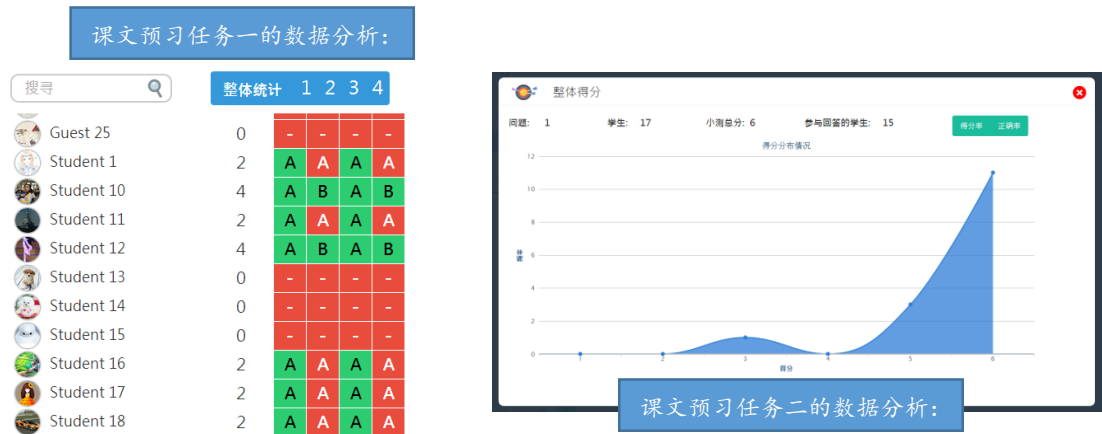 课文预习任务一的数据分析：
搜寻
整体统计 1 2 3 4
Guest 25 0 - - - -
Student 1 2 A A A A
Student 10 4 A B A B
Student 11 2 A A A A
Student 12 4 A B A B
Student 13 0 - - - -
Student 14 0 - - - -
Student 15 0 - - - -
Student 16 2 A A A A
Student 17 2 A A A A
Student 18 2 A A A A
整体得分
问题: 1 学生: 17 小测总分: 6 参与回答的学生: 15 得分率 正确率
得分分布情况
12
10
8
6
4
2
0
1 2 3 4 5 6
得分
课文预习任务二的数据分析：